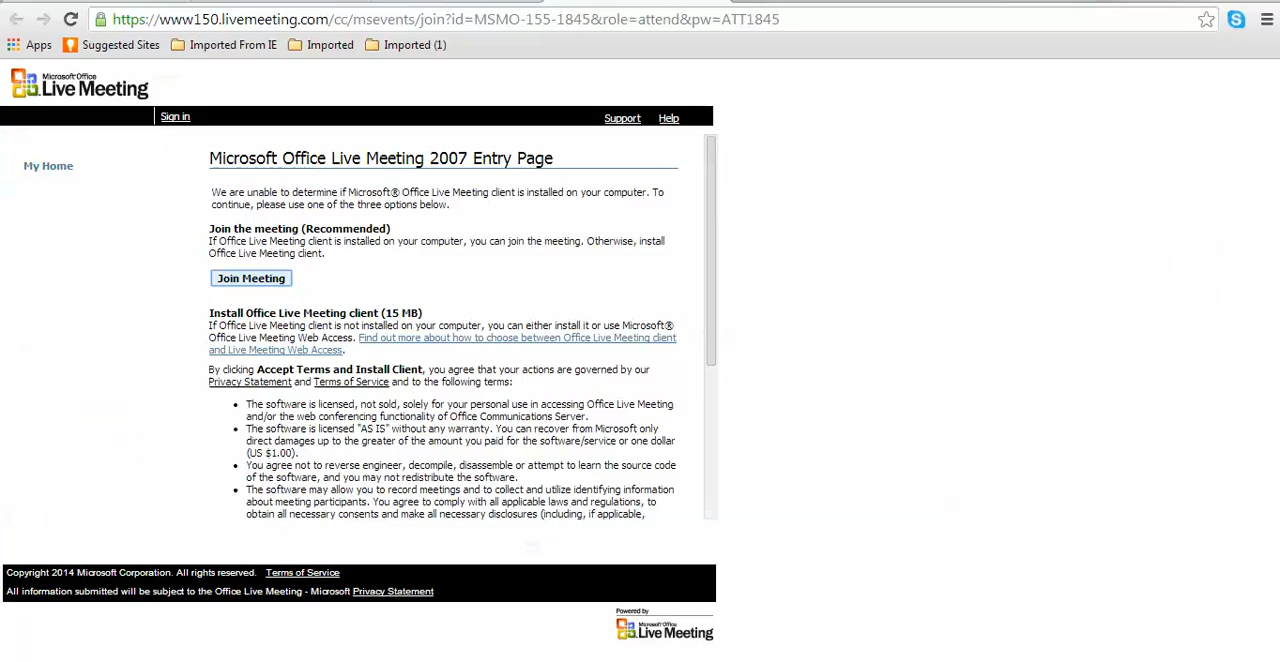 https://www150.livemeeting.com/cc/msevents/join?id=MSMO-155-1845&role=attend&pw=ATT1845
Apps Suggested Sites Imported From IE Imported Imported (1)
Microsoft Office
Live Meeting
Sign in Support Help
My Home
Microsoft Office Live Meeting 2007 Entry Page
We are unable to determine if Microsoft® Office Live Meeting client is installed on your computer. To
continue, please use one of the three options below.
Join the meeting (Recommended)
If Office Live Meeting client is installed on your computer, you can join the meeting. Otherwise, install
Office Live Meeting client.
Join Meeting
Install Office Live Meeting client (15 MB)
If Office Live Meeting client is not installed on your computer, you can either install it or use Microsoft®
Office Live Meeting Web Access. Find out more about how to choose between Office Live Meeting client
and Live Meeting Web Access.
By clicking Accept Terms and Install Client, you agree that your actions are governed by our
Privacy Statement and Terms of Service and to the following terms:
• The software is licensed, not sold, solely for your personal use in accessing Office Live Meeting
and/or the web conferencing functionality of Office Communications Server.
• The software is licensed "AS IS" without any warranty. You can recover from Microsoft only
direct damages up to the greater of the amount you paid for the software/service or one dollar
(US $1.00).
• You agree not to reverse engineer, decompile, disassemble or attempt to learn the source code
of the software, and you may not redistribute the software.
• The software may allow you to record meetings and to collect and utilize identifying information
about meeting participants. You agree to comply with all applicable laws and regulations, to
obtain all necessary consents and make all necessary disclosures (including, if applicable,
Copyright 2014 Microsoft Corporation. All rights reserved. Terms of Service
All information submitted will be subject to the Office Live Meeting - Microsoft Privacy Statement
Powered by
Microsoft Office
Live Meeting